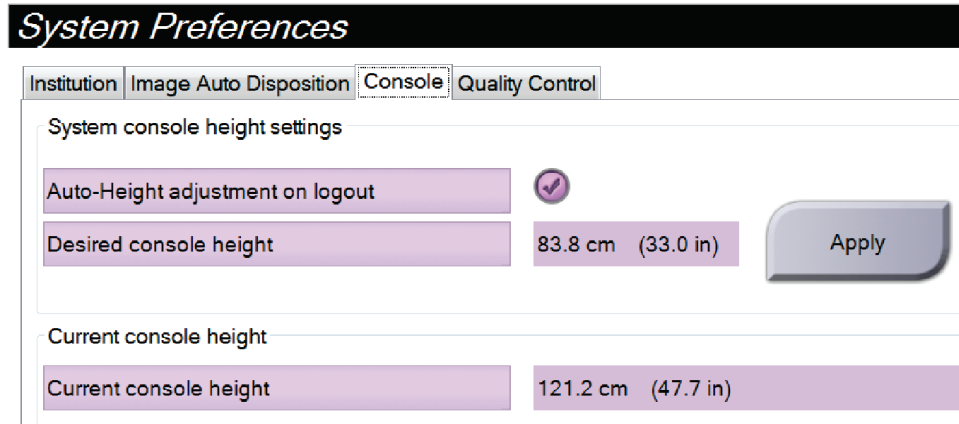 System Preferences
Institution Image Auto Disposition Console Quality Control
System console height settings
Auto-Height adjustment on logout
Desired console height 83.8 cm (33.0 in) Apply
Current console height
Current console height 121.2 cm (47.7 in)